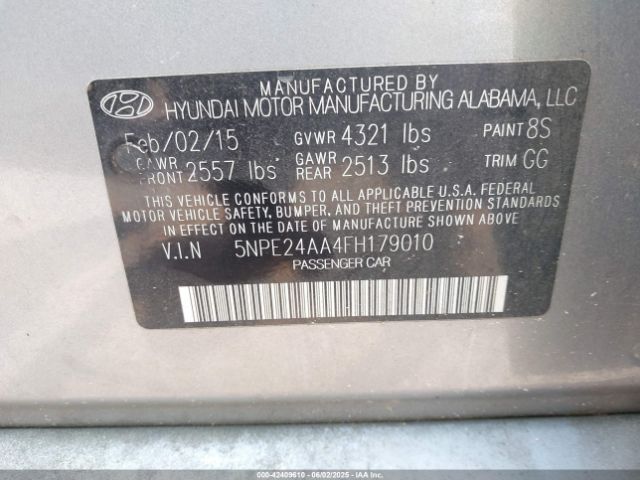 MANUFACTURED BY
HYUNDAI MOTOR MANUFACTURING ALABAMA, LLC
Feb/02/15 GVWR 4321 lbs PAINT 8S
GAWR FRONT 2557 lbs GAWR REAR 2513 lbs TRIM GG
THIS VEHICLE CONFORMS TO ALL APPLICABLE U.S.A. FEDERAL
MOTOR VEHICLE SAFETY, BUMPER, AND THEFT PREVENTION STANDARDS
IN EFFECT ON THE DATE OF MANUFACTURE SHOWN ABOVE
V.I.N 5NPE24AA4FH179010
PASSENGER CAR
000-42409610 - 06/02/2025 - IAAI.COM